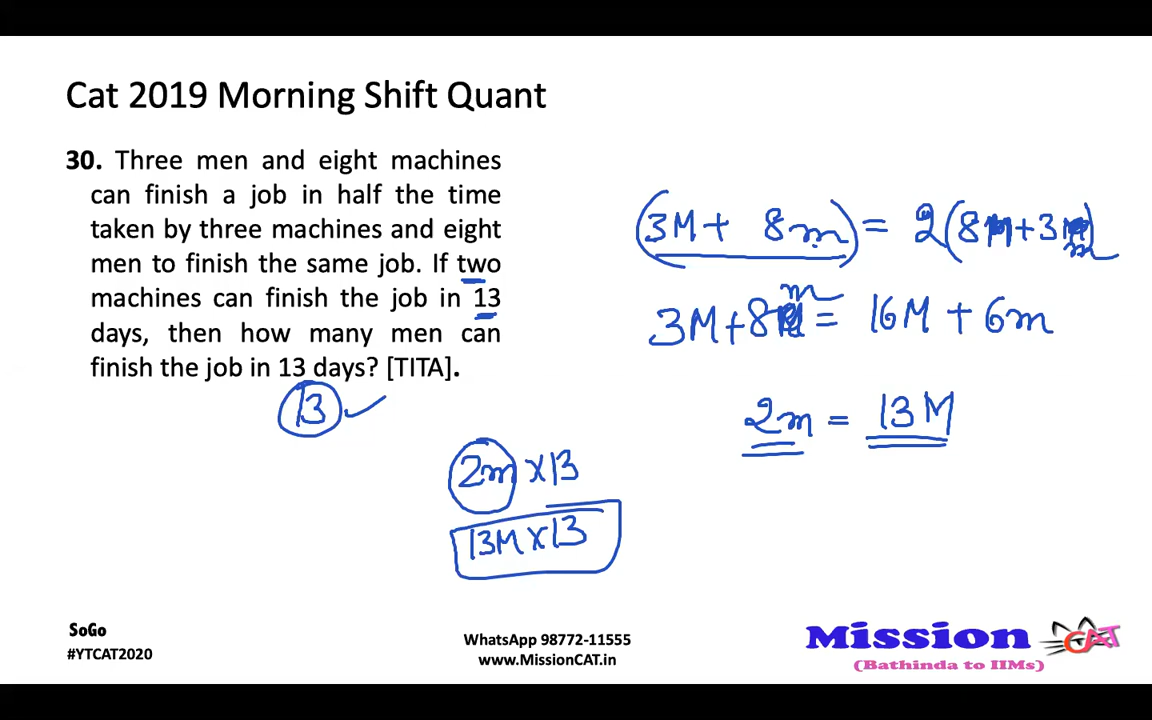 Cat 2019 Morning Shift Quant
30. Three men and eight machines
can finish a job in half the time
taken by three machines and eight
men to finish the same job. If two
machines can finish the job in 13
days, then how many men can
finish the job in 13 days? [TITA].
13
(3M + 8m) = 2(8M+3m)
3M+8m = 16M + 6m
2m = 13M
2m x13
13M x13
SoGo
#YTCAT2020
WhatsApp 98772-11555
www.MissionCAT.in
Mission CAT
(Bathinda to IIMs)